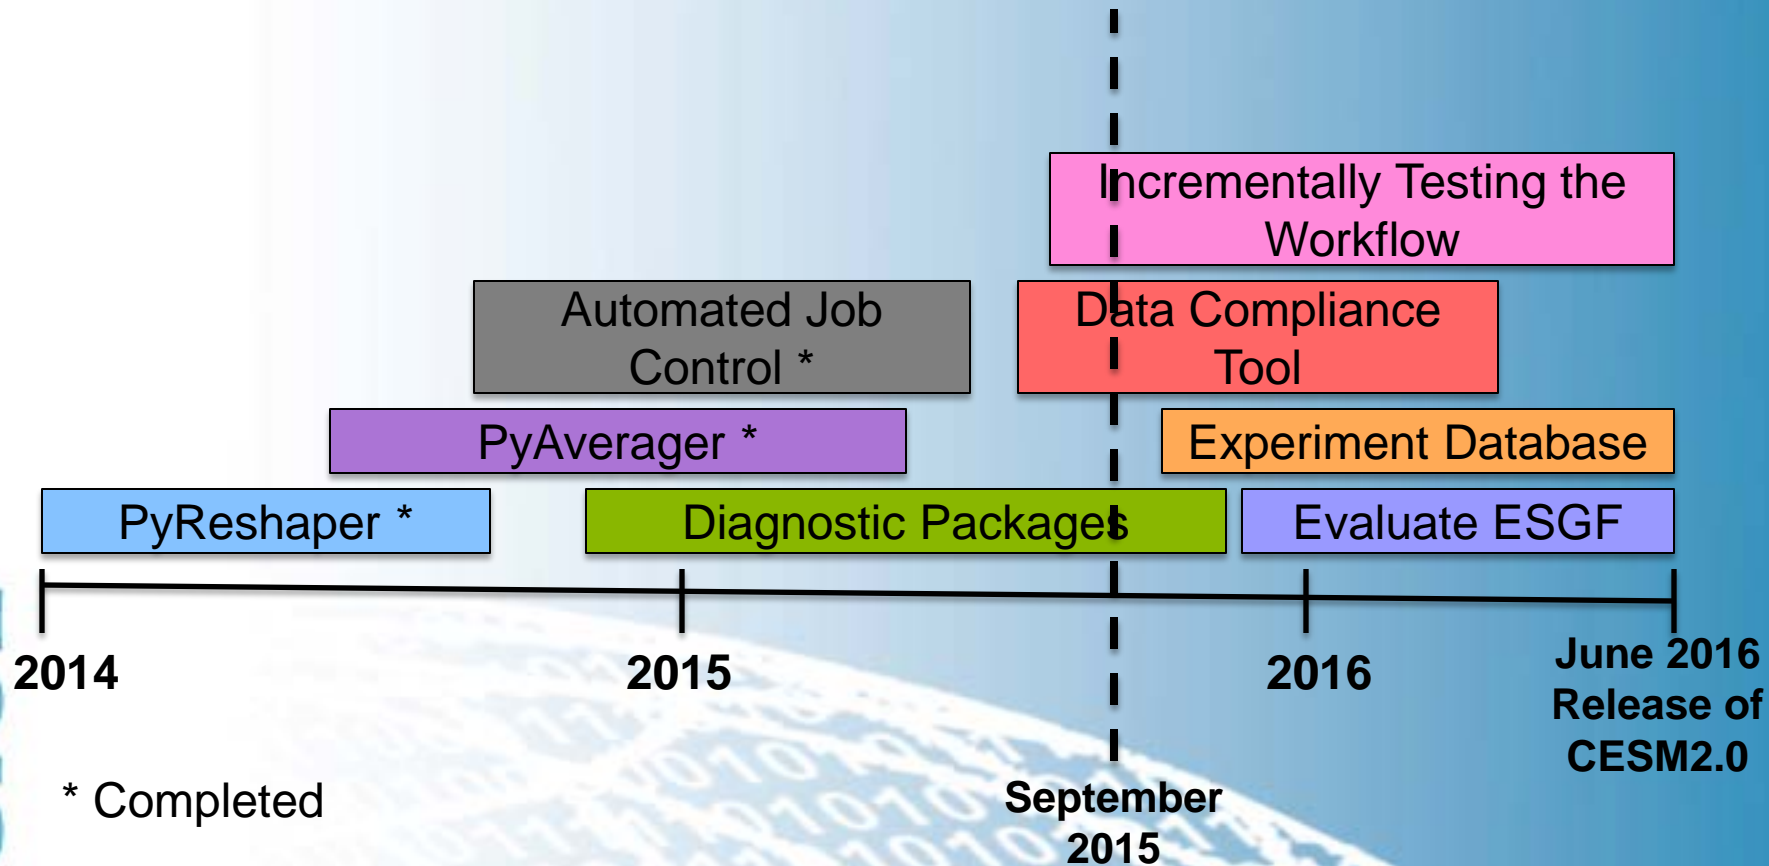 Incrementally Testing the
Workflow
Automated Job
Control *
Data Compliance
Tool
PyAverager *
Experiment Database
PyReshaper *
Diagnostic Packages
Evaluate ESGF
2014
2015
2016
June 2016
Release of
CESM2.0
* Completed
September
2015